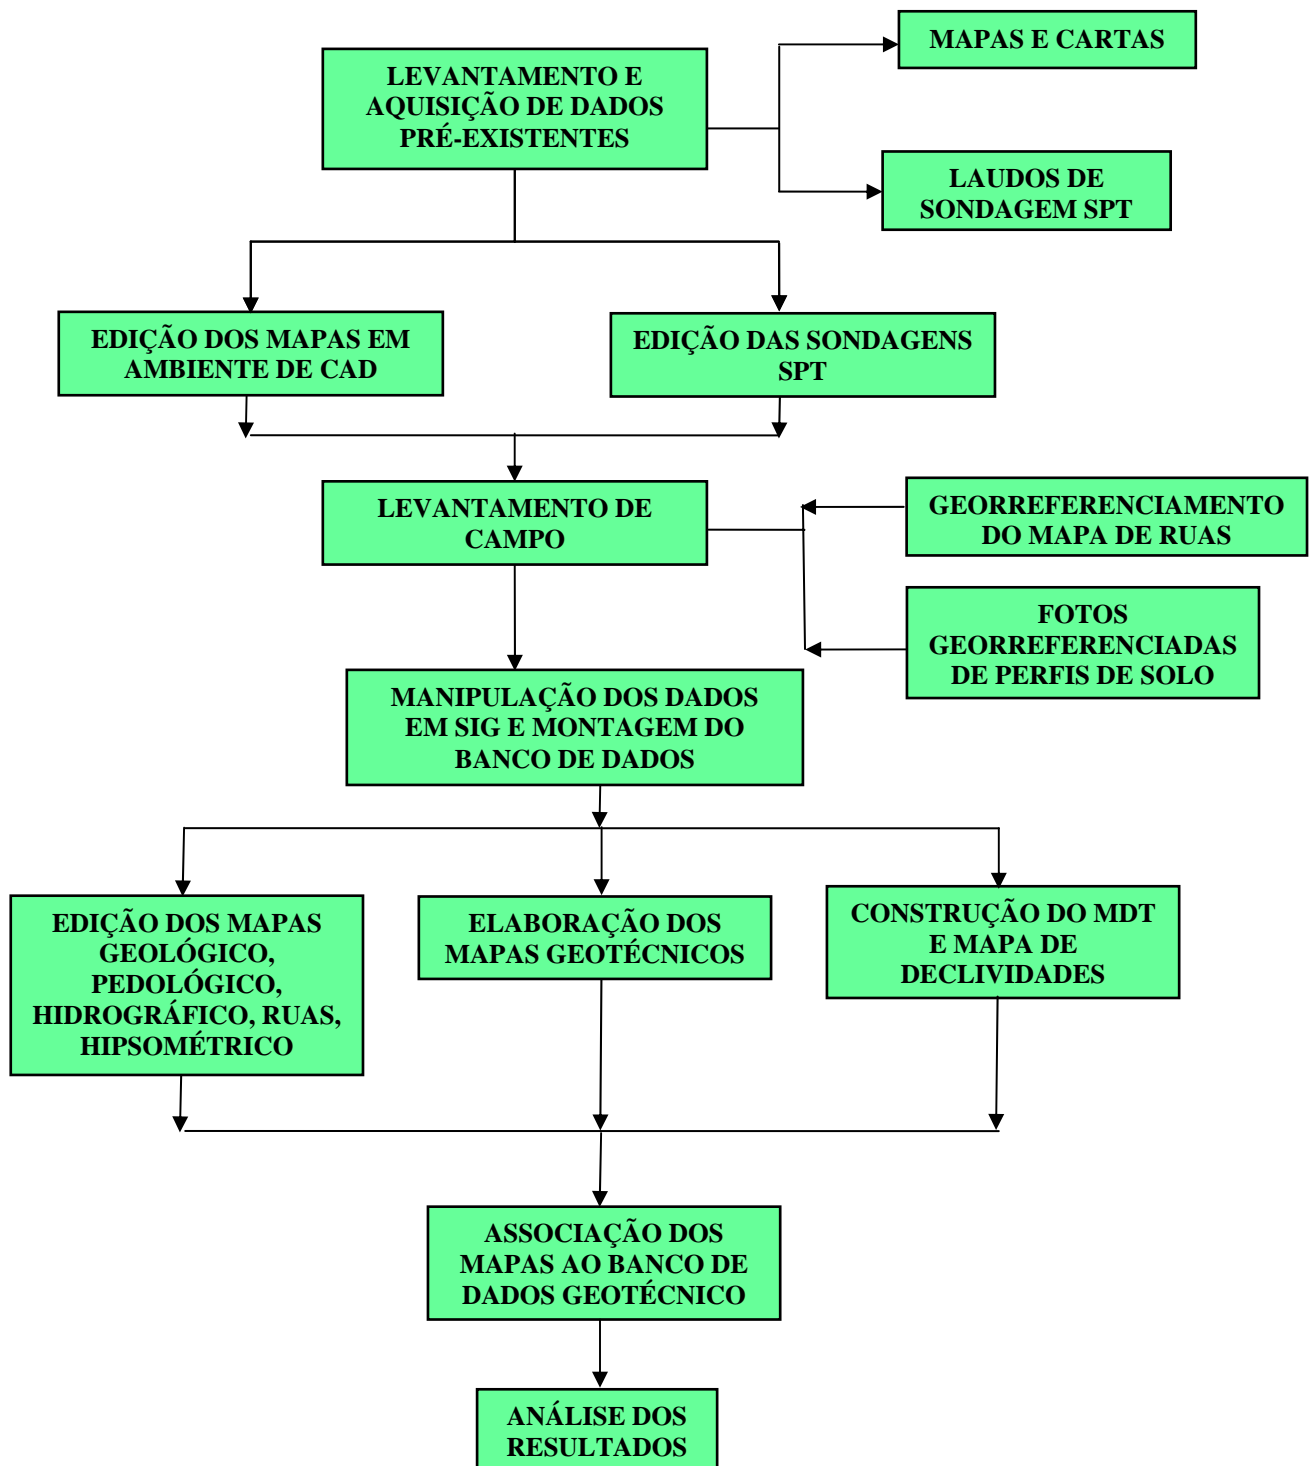 MAPAS E CARTAS
LEVANTAMENTO E
AQUISIÇÃO DE DADOS
PRÉ-EXISTENTES
LAUDOS DE
SONDAGEM SPT
EDIÇÃO DOS MAPAS EM
AMBIENTE DE CAD
EDIÇÃO DAS SONDAGENS
SPT
LEVANTAMENTO DE
CAMPO
GEORREFERENCIAMENTO
DO MAPA DE RUAS
FOTOS
GEORREFERENCIADAS
DE PERFIS DE SOLO
MANIPULAÇÃO DOS DADOS
EM SIG E MONTAGEM DO
BANCO DE DADOS
EDIÇÃO DOS MAPAS
GEOLÓGICO,
PEDOLÓGICO,
HIDROGRÁFICO, RUAS,
HIPSOMÉTRICO
ELABORAÇÃO DOS
MAPAS GEOTÉCNICOS
CONSTRUÇÃO DO MDT
E MAPA DE
DECLIVIDADES
ASSOCIAÇÃO DOS
MAPAS AO BANCO DE
DADOS GEOTÉCNICO
ANÁLISE DOS
RESULTADOS